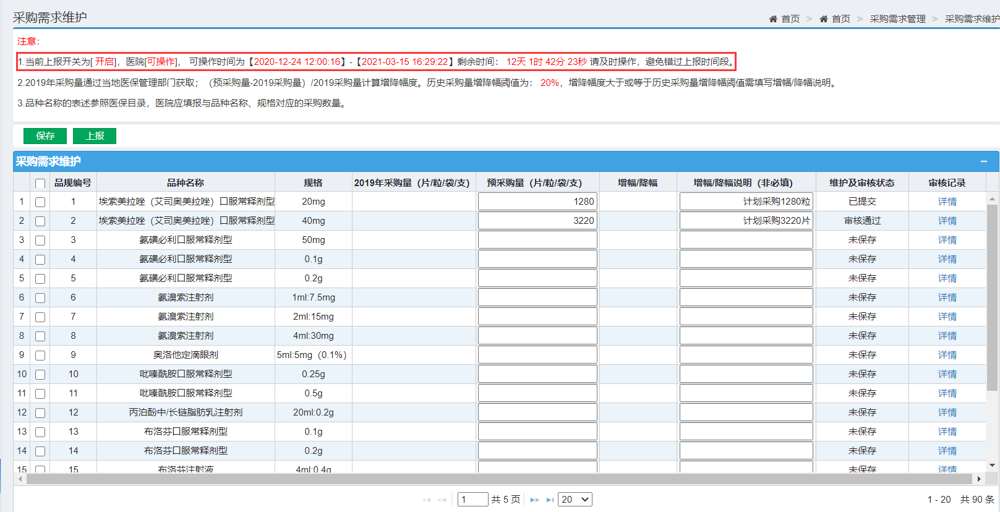 采购需求维护
首页 > 首页 > 采购需求管理 > 采购需求维护
注意：
1.当前上报开关为[ 开启]，医院[可操作]， 可操作时间为【2020-12-24 12:00:16】-【2021-03-15 16:29:22】剩余时间： 12天 1时 42分 23秒 请及时操作，避免错过上报时间段。
2.2019年采购量通过当地医保管理部门获取；（预采购量-2019采购量）/2019采购量计算增降幅度。历史采购量增降幅阈值为： 20%，增降幅度大于或等于历史采购量增降幅阈值需填写增幅/降幅说明。
3.品种名称的表述参照医保目录，医院应填报与品种名称、规格对应的采购数量。
保存 上报
采购需求维护
品规编号 品种名称 规格 2019年采购量（片/粒/袋/支） 预采购量（片/粒/袋/支） 增幅/降幅 增幅/降幅说明（非必填） 维护及审核状态 审核记录
1 1 埃索美拉唑（艾司奥美拉唑）口服常释剂型 20mg 1280 计划采购1280粒 已提交 详情
2 2 埃索美拉唑（艾司奥美拉唑）口服常释剂型 40mg 3220 计划采购3220片 审核通过 详情
3 3 氨磺必利口服常释剂型 50mg 未保存 详情
4 4 氨磺必利口服常释剂型 0.1g 未保存 详情
5 5 氨磺必利口服常释剂型 0.2g 未保存 详情
6 6 氨溴索注射剂 1ml:7.5mg 未保存 详情
7 7 氨溴索注射剂 2ml:15mg 未保存 详情
8 8 氨溴索注射剂 4ml:30mg 未保存 详情
9 9 奥洛他定滴眼剂 5ml:5mg（0.1%） 未保存 详情
10 10 吡嗪酰胺口服常释剂型 0.25g 未保存 详情
11 11 吡嗪酰胺口服常释剂型 0.5g 未保存 详情
12 12 丙泊酚中/长链脂肪乳注射剂 20ml:0.2g 未保存 详情
13 13 布洛芬口服常释剂型 0.1g 未保存 详情
14 14 布洛芬口服常释剂型 0.2g 未保存 详情
15 15 布洛芬注射液 4ml:0.4g 未保存 详情
1 共 5 页 20 1 - 20 共 90 条